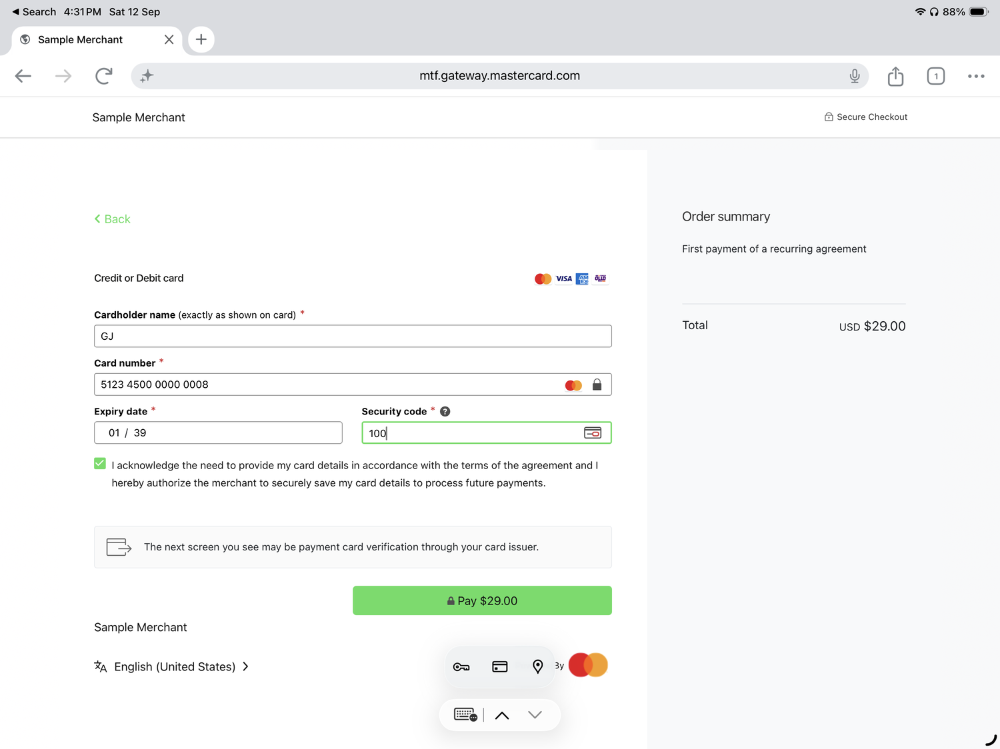 Search 4:31 PM Sat 12 Sep
88%
Sample Merchant
mtf.gateway.mastercard.com
1
Sample Merchant
Secure Checkout
Back
Order summary
First payment of a recurring agreement
Total
USD $29.00
Credit or Debit card
VISA
AM
EX
Cardholder name (exactly as shown on card) *
GJ
Card number *
5123 4500 0000 0008
Expiry date *
01 / 39
Security code * ?
100
I acknowledge the need to provide my card details in accordance with the terms of the agreement and I
hereby authorize the merchant to securely save my card details to process future payments.
The next screen you see may be payment card verification through your card issuer.
Pay $29.00
Sample Merchant
English (United States)
By